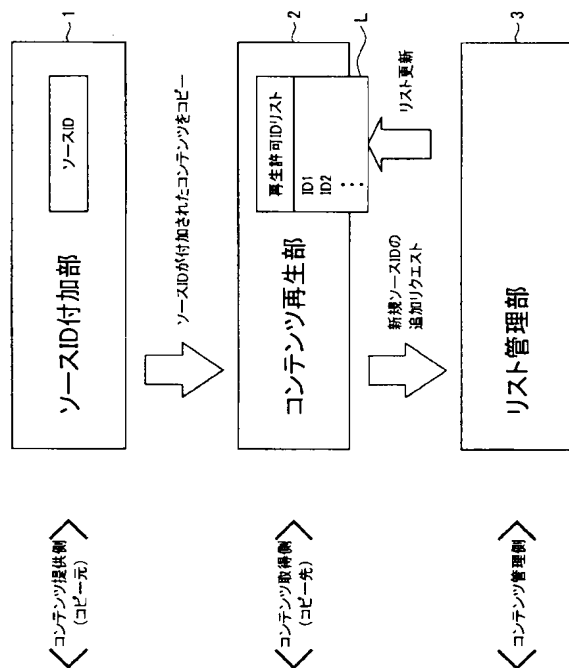 〈コンテンツ提供側
(コピー元)〉
ソースID付加部
ソースID
1
ソースIDが付加されたコンテンツをコピー
〈コンテンツ取得側
(コピー先)〉
コンテンツ再生部
再生許可IDリスト
ID1
ID2
⋮
2
L
新規ソースIDの
追加リクエスト
リスト更新
〈コンテンツ管理側〉
リスト管理部
3